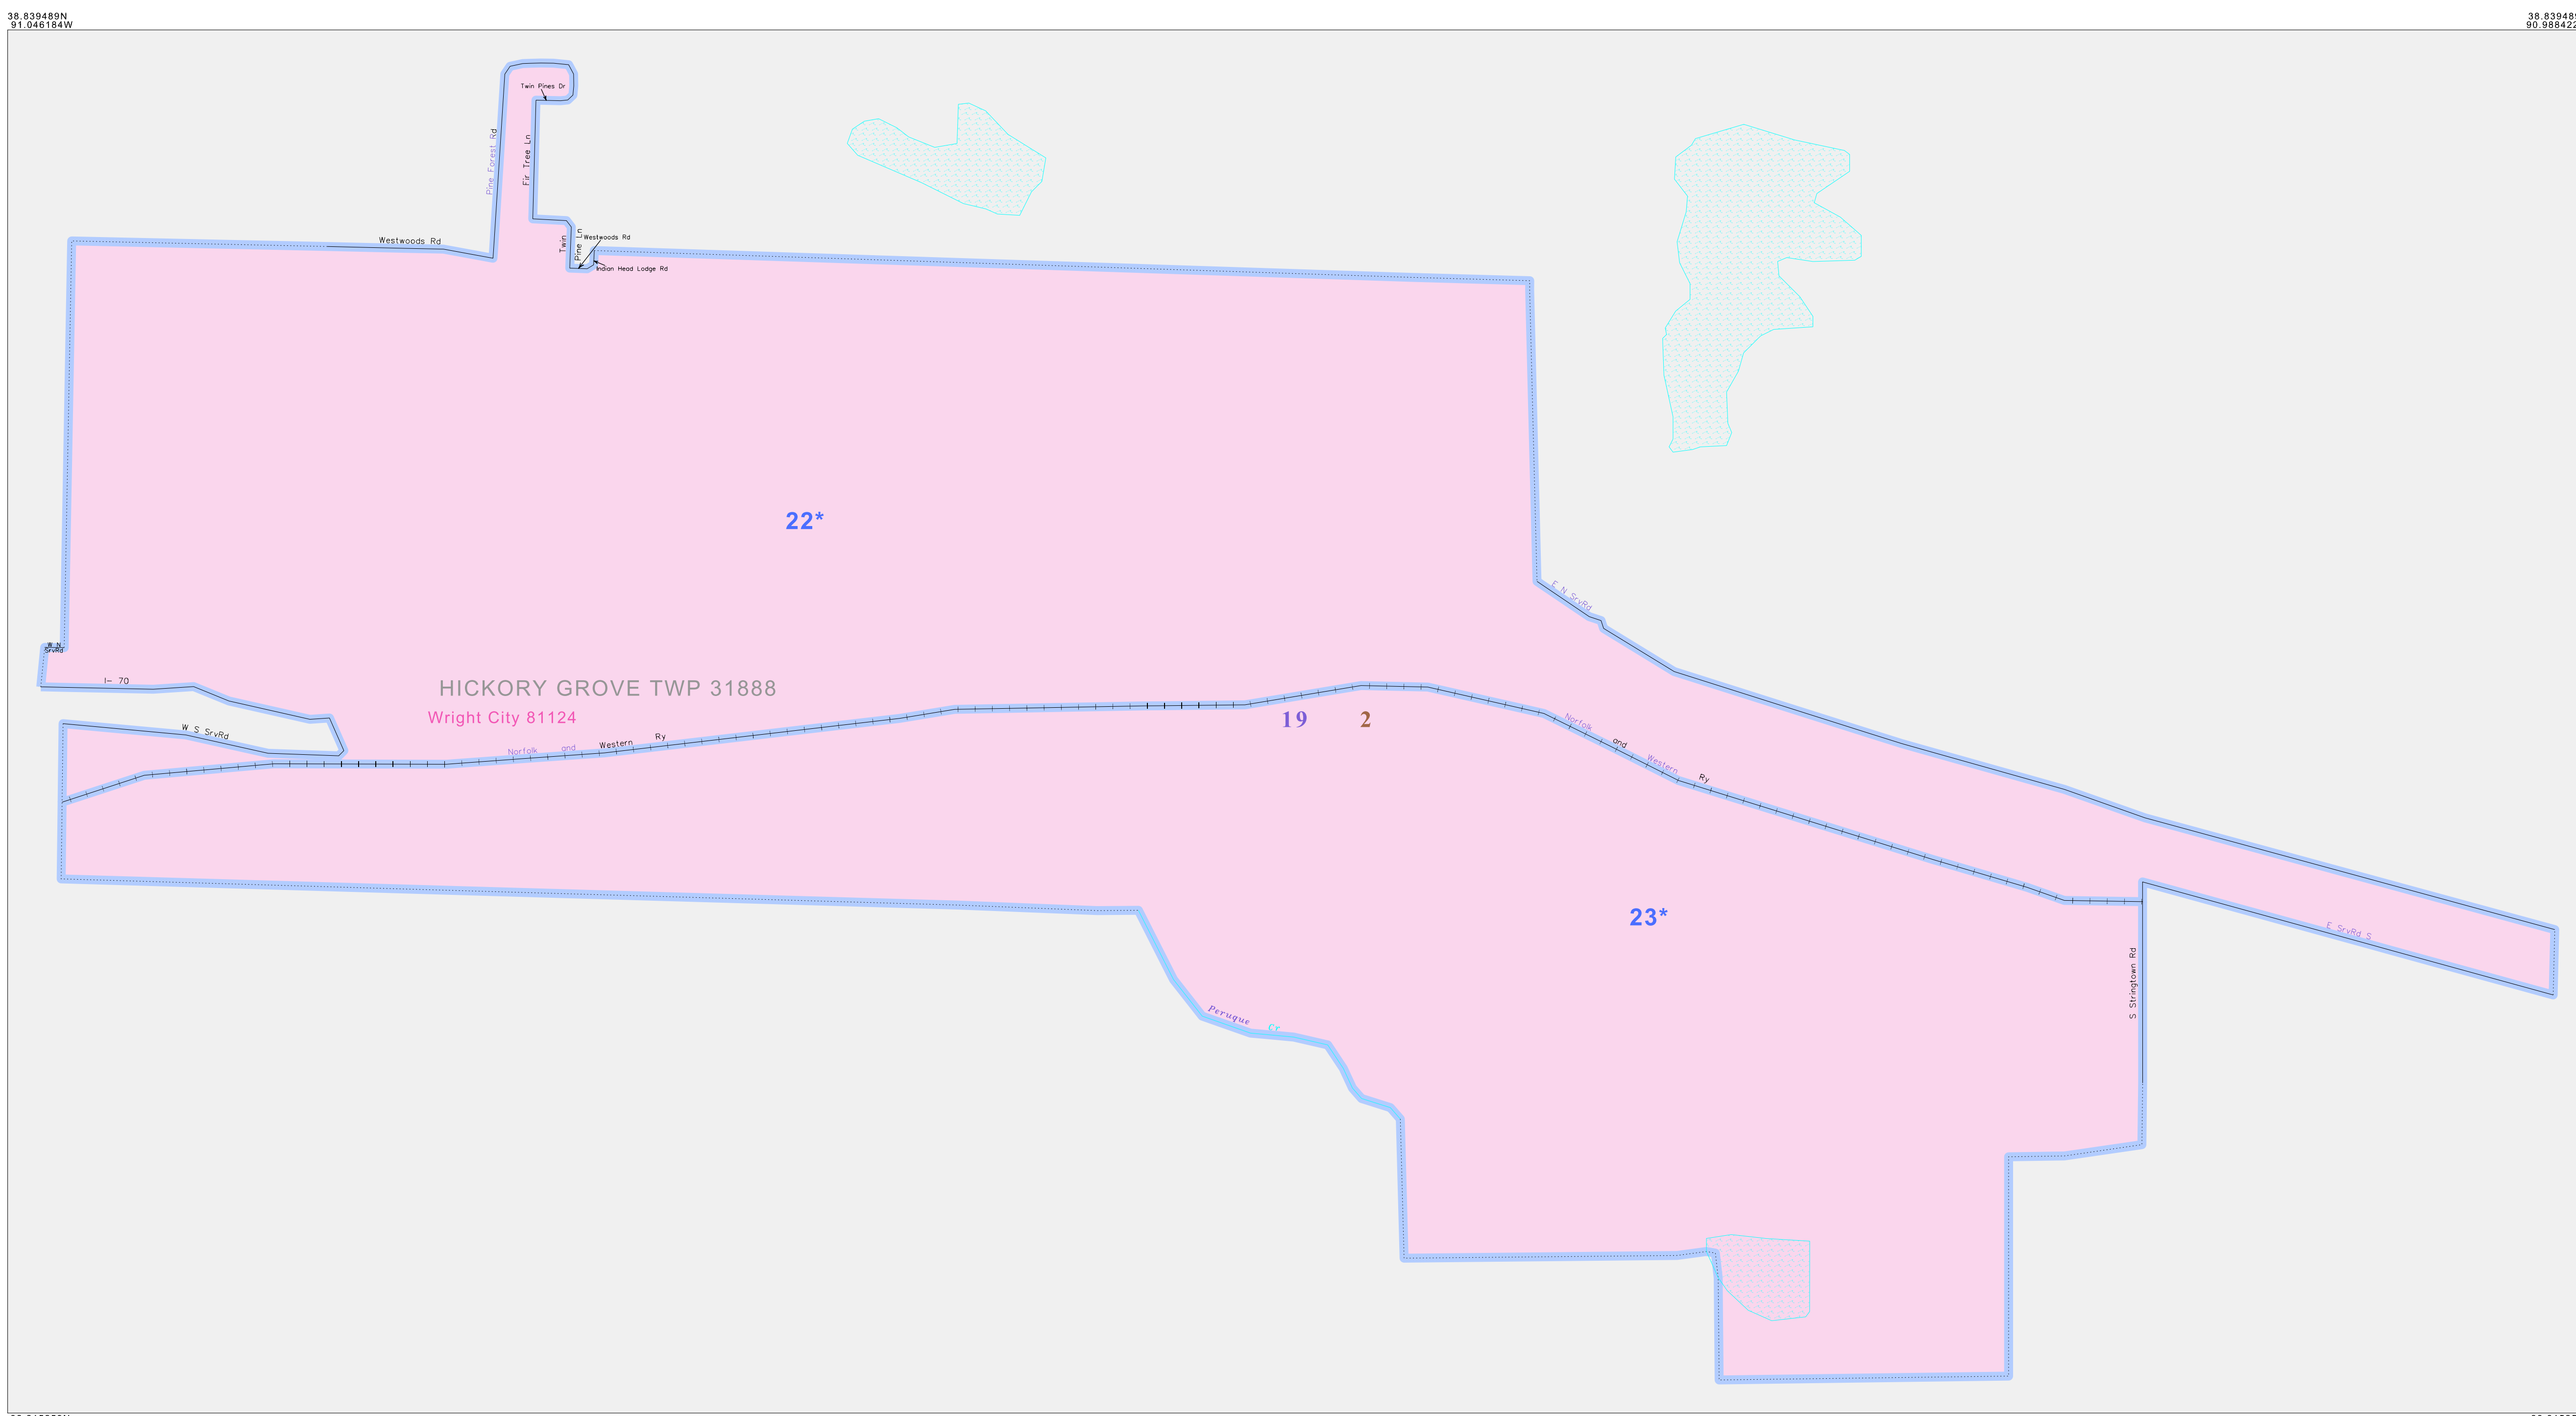 38.839489N
91.046184W
38.839489
90.988422
Twin Pines Dr
Pine Forest Rd
Fir Tree Ln
Westwoods Rd
Twin
Pine Ln
Westwoods Rd
Indian Head Lodge Rd
22*
E N SrvRd
W N
SrvRd
I- 70
HICKORY GROVE TWP 31888
Wright City 81124
19 2
W S SrvRd
Norfolk and Western Ry
Norfolk and Western Ry
23*
E SrvRd S
S Stringtown Rd
Peruque Cr